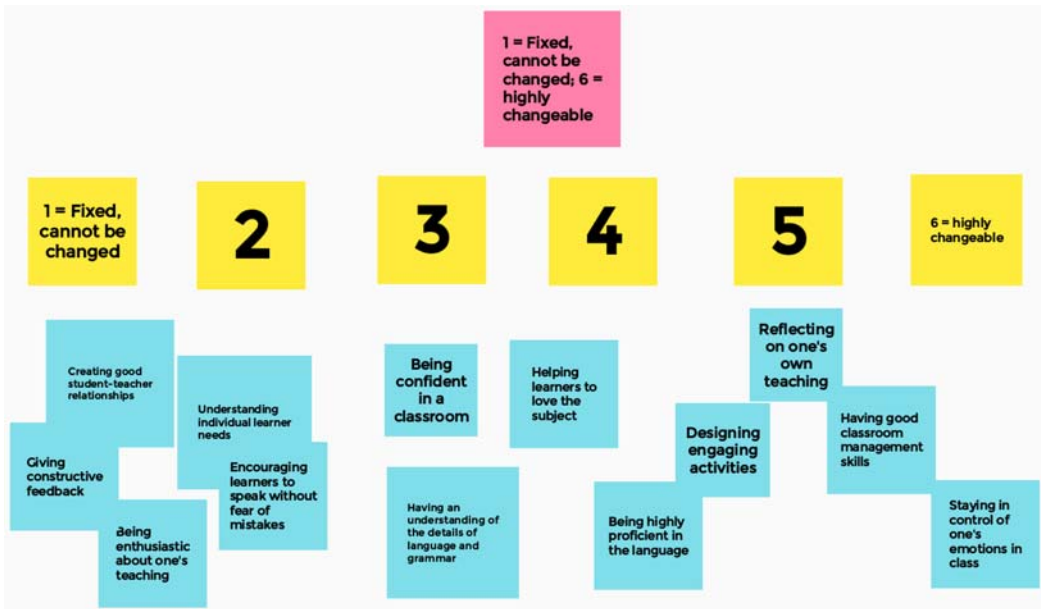 1 = Fixed,
cannot be
changed; 6 =
highly
changeable
1 = Fixed,
cannot be
changed
2
3
4
5
6 = highly
changeable
Creating good
student-teacher
relationships
Giving
constructive
feedback
Being
enthusiastic
about one's
teaching
Understanding
individual learner
needs
Encouraging
learners to
speak without
fear of
mistakes
Being
confident
in a
classroom
Having an
understanding of
the details of
language and
grammar
Helping
learners to
love the
subject
Being highly
proficient in
the language
Designing
engaging
activities
Reflecting
on one's
own
teaching
Having good
classroom
management
skills
Staying in
control of
one's
emotions in
class